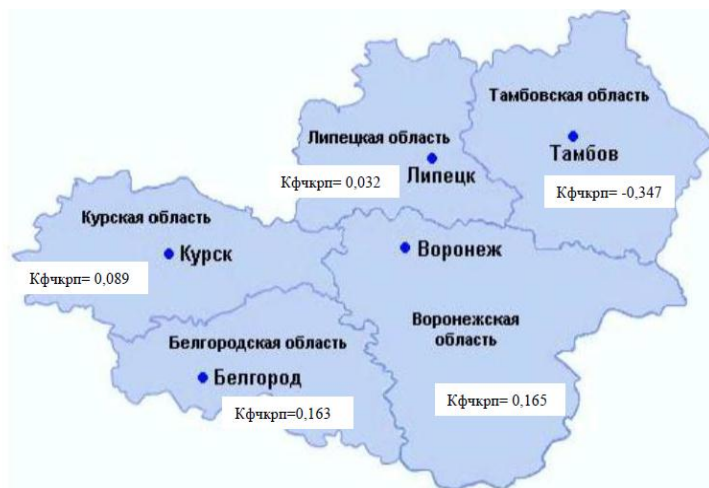 Тамбовская область
Тамбов
Кфчкрп= -0,347
Липецкая область
Липецк
Кфчкрп= 0,032
Курская область
Курск
Кфчкрп= 0,089
Воронеж
Воронежская
область
Кфчкрп= 0,165
Белгородская область
Белгород
Кфчкрп=0,163